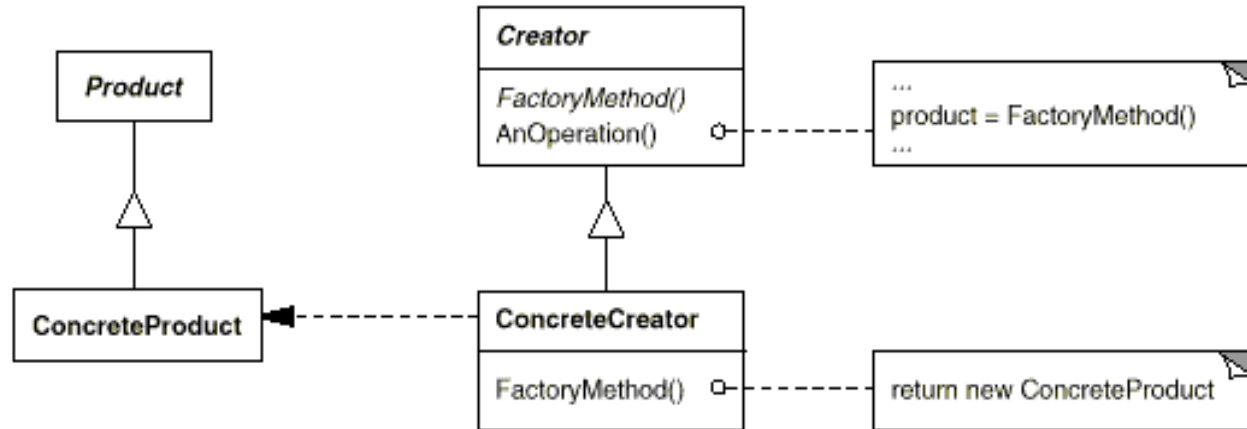 Product
ConcreteProduct
Creator
FactoryMethod()
AnOperation()
...
product = FactoryMethod()
...
ConcreteCreator
FactoryMethod()
return new ConcreteProduct